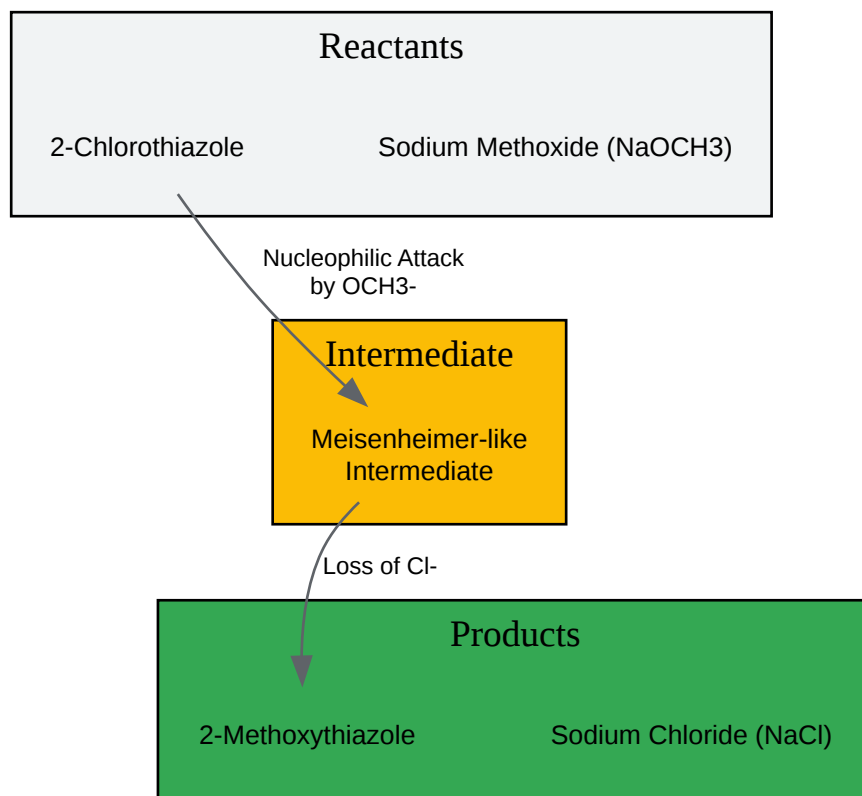 Reactants
2-Chlorothiazole
Sodium Methoxide (NaOCH3)
Nucleophilic Attack
by OCH3-
Intermediate
Meisenheimer-like
Intermediate
Loss of Cl-
Products
2-Methoxythiazole
Sodium Chloride (NaCl)